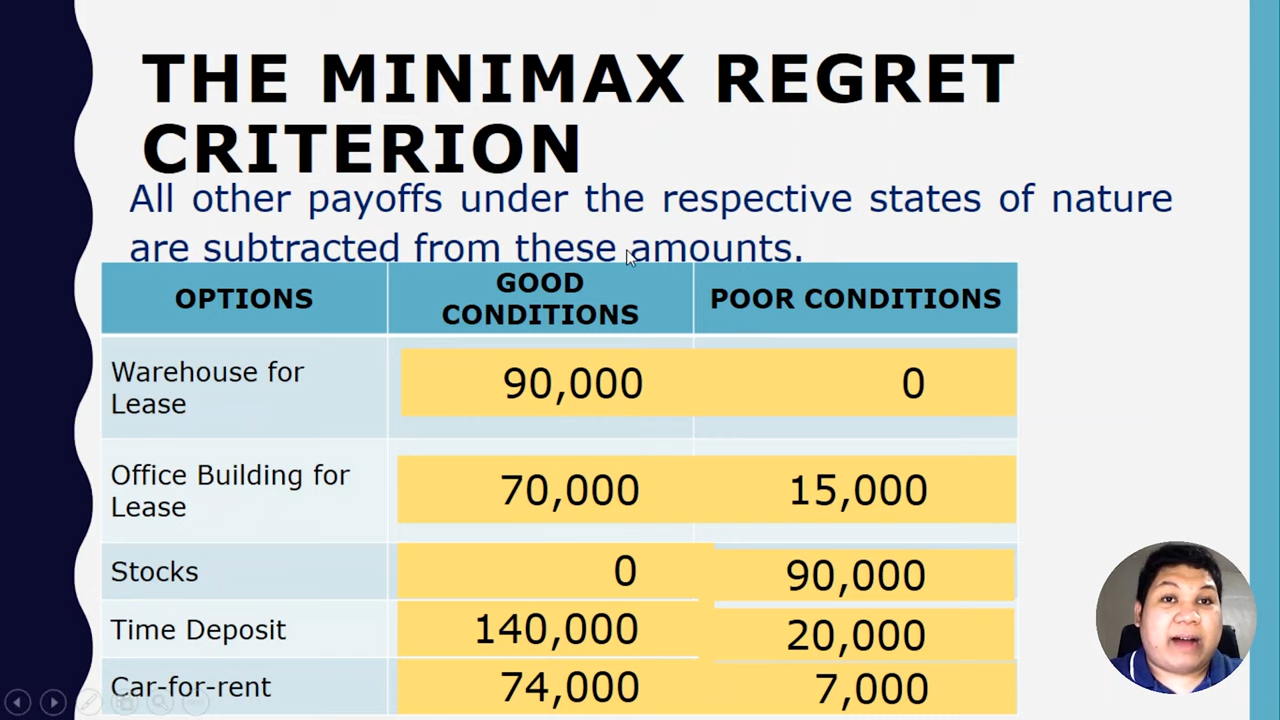 THE MINIMAX REGRET
CRITERION
All other payoffs under the respective states of nature
are subtracted from these amounts.
OPTIONS
GOOD
CONDITIONS
POOR CONDITIONS
Warehouse for
Lease
90,000
0
Office Building for
Lease
70,000
15,000
Stocks
0
90,000
Time Deposit
140,000
20,000
Car-for-rent
74,000
7,000